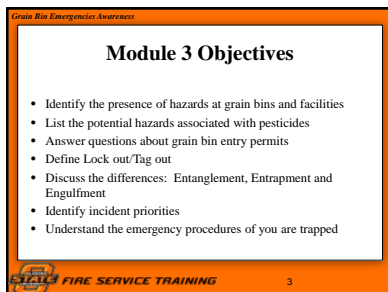 Grain Bin Emergencies Awareness
Module 3 Objectives
• Identify the presence of hazards at grain bins and facilities
• List the potential hazards associated with pesticides
• Answer questions about grain bin entry permits
• Define Lock out/Tag out
• Discuss the differences:  Entanglement, Entrapment and
Engulfment
• Identify incident priorities
• Understand the emergency procedures of you are trapped
STATE FIRE SERVICE TRAINING 3